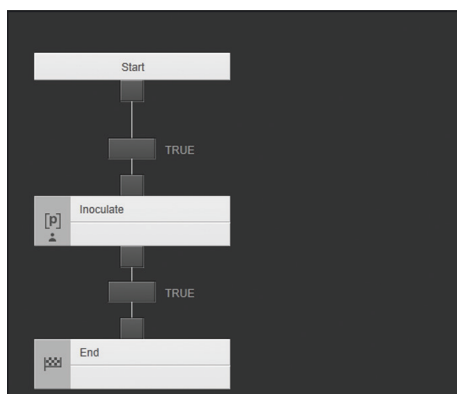 Start
TRUE
Inoculate
[p]
TRUE
End